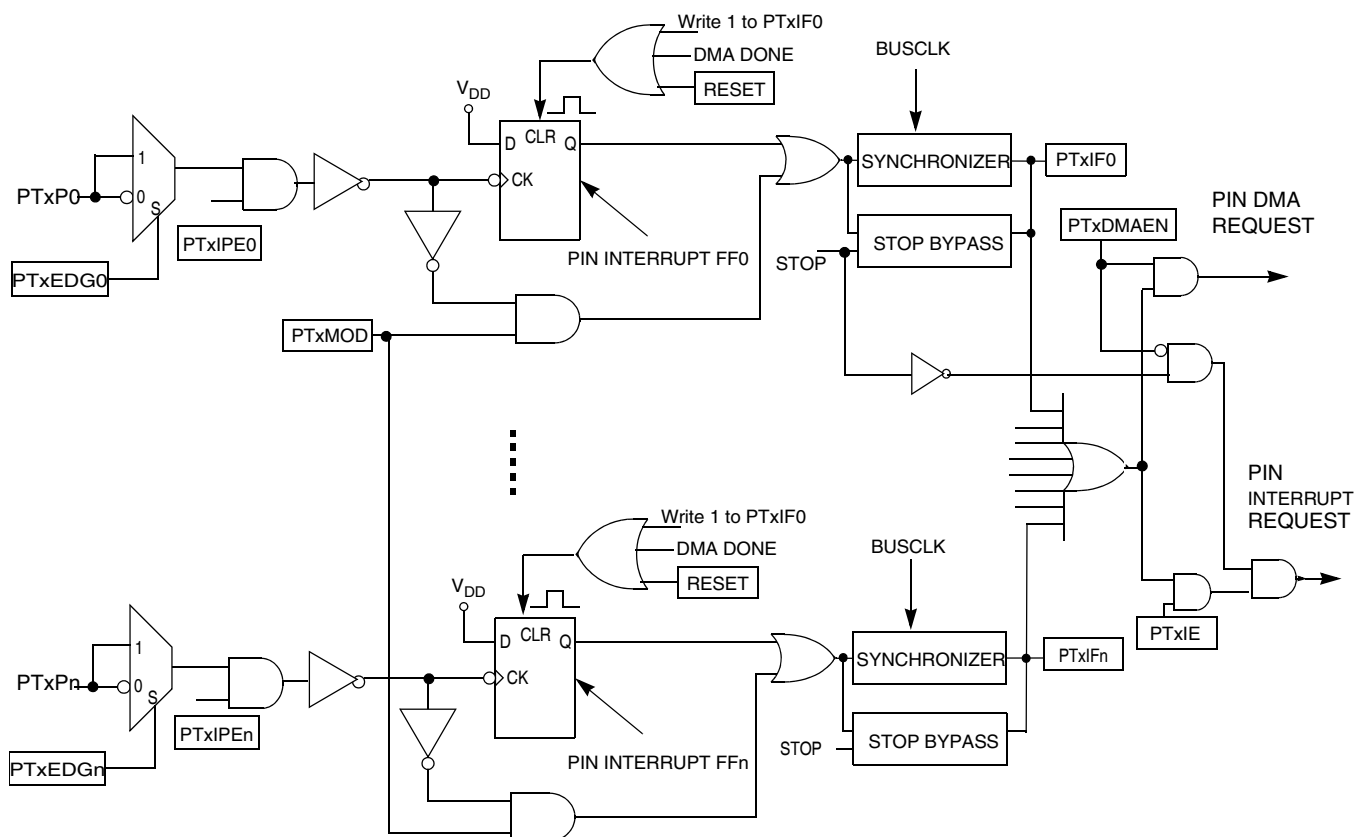 Write 1 to PTxIF0
DMA DONE
RESET
BUSCLK
VDD
D CLR Q
CK
1
0
S
PTxP0
PTxIPE0
PTxEDG0
PIN INTERRUPT FF0
SYNCHRONIZER
PTxIF0
STOP BYPASS
STOP
PTxDMAEN
PIN DMA
REQUEST
PTxMOD
Write 1 to PTxIF0
DMA DONE
RESET
BUSCLK
PIN
INTERRUPT
REQUEST
VDD
D CLR Q
CK
1
0
S
PTxPn
PTxIPEn
PTxEDGn
PIN INTERRUPT FFn
SYNCHRONIZER
PTxIFn
STOP BYPASS
STOP
PTxIE